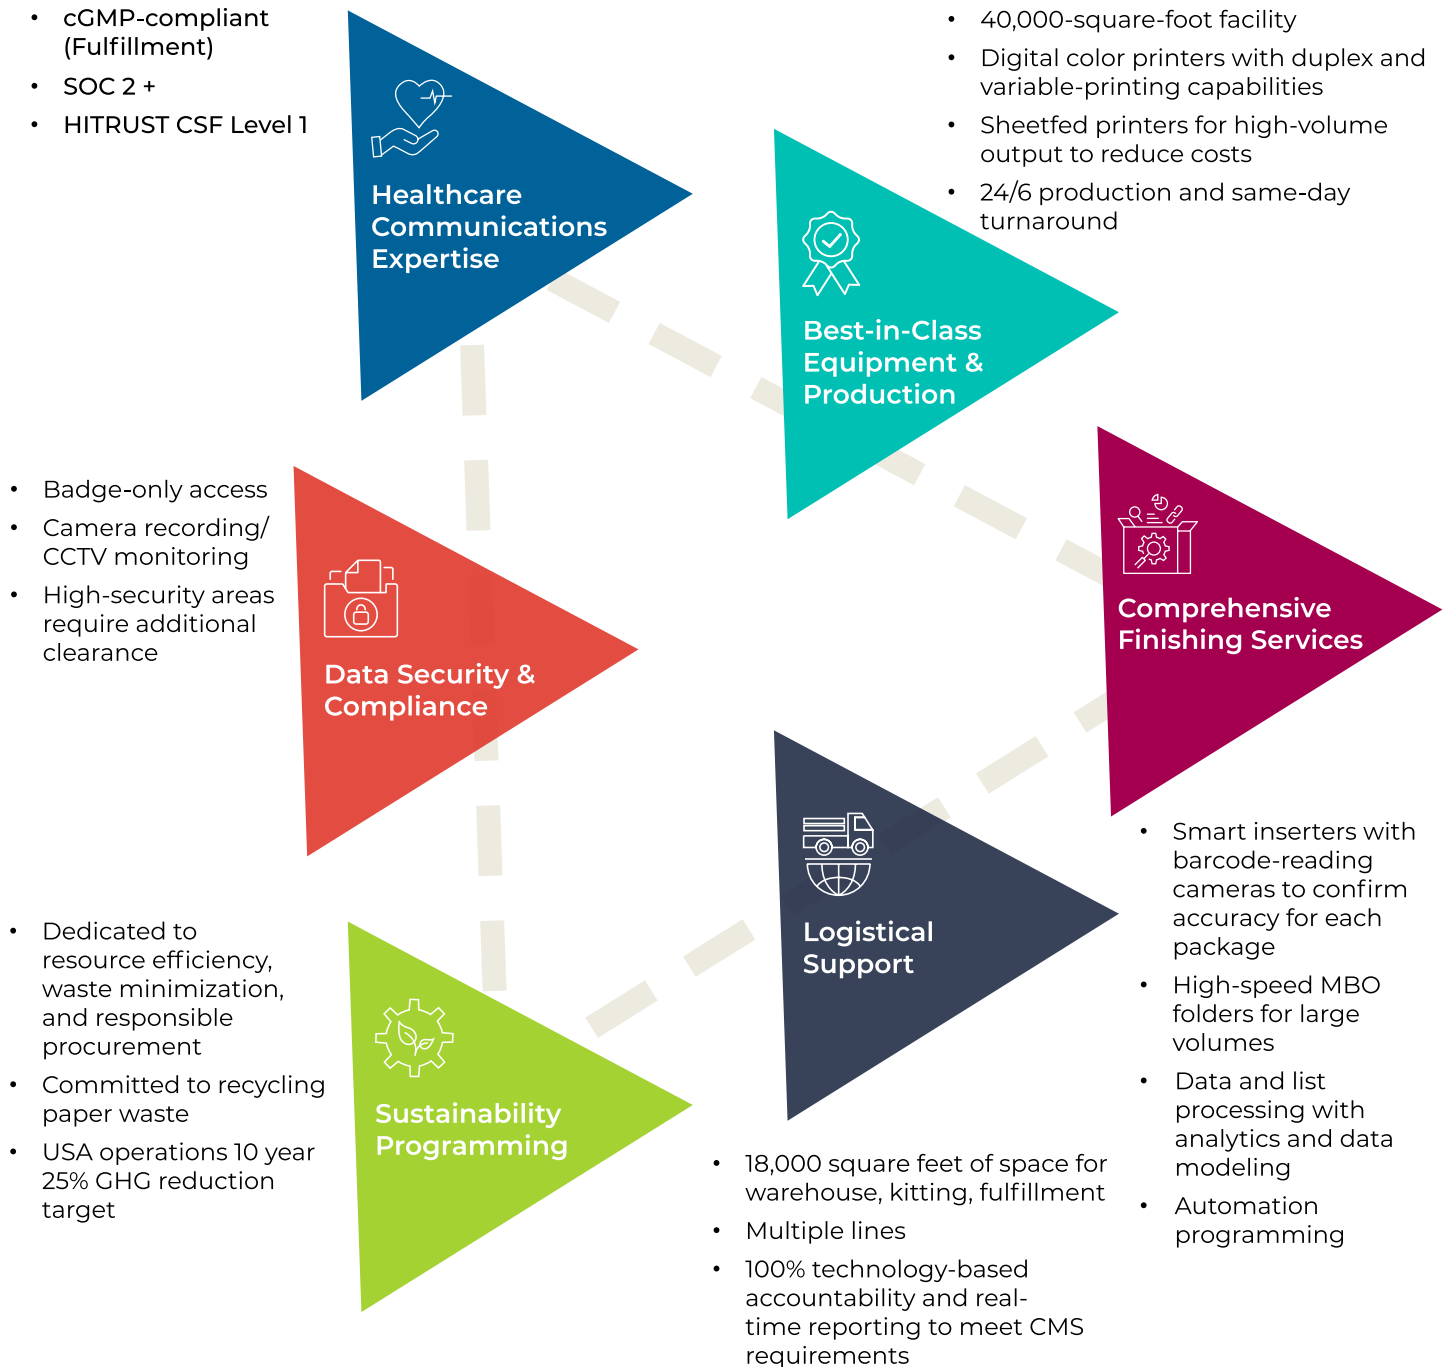 • cGMP-compliant
(Fulfillment)
• SOC 2 +
• HITRUST CSF Level 1
Healthcare
Communications
Expertise
• 40,000-square-foot facility
• Digital color printers with duplex and
variable-printing capabilities
• Sheetfed printers for high-volume
output to reduce costs
• 24/6 production and same-day
turnaround
Best-in-Class
Equipment &
Production
• Badge-only access
• Camera recording/
CCTV monitoring
• High-security areas
require additional
clearance
Data Security &
Compliance
Comprehensive
Finishing Services
• Smart inserters with
barcode-reading
cameras to confirm
accuracy for each
package
• High-speed MBO
folders for large
volumes
• Data and list
processing with
analytics and data
modeling
• Automation
programming
Logistical
Support
• 18,000 square feet of space for
warehouse, kitting, fulfillment
• Multiple lines
• 100% technology-based
accountability and real-
time reporting to meet CMS
requirements
• Dedicated to
resource efficiency,
waste minimization,
and responsible
procurement
• Committed to recycling
paper waste
• USA operations 10 year
25% GHG reduction
target
Sustainability
Programming